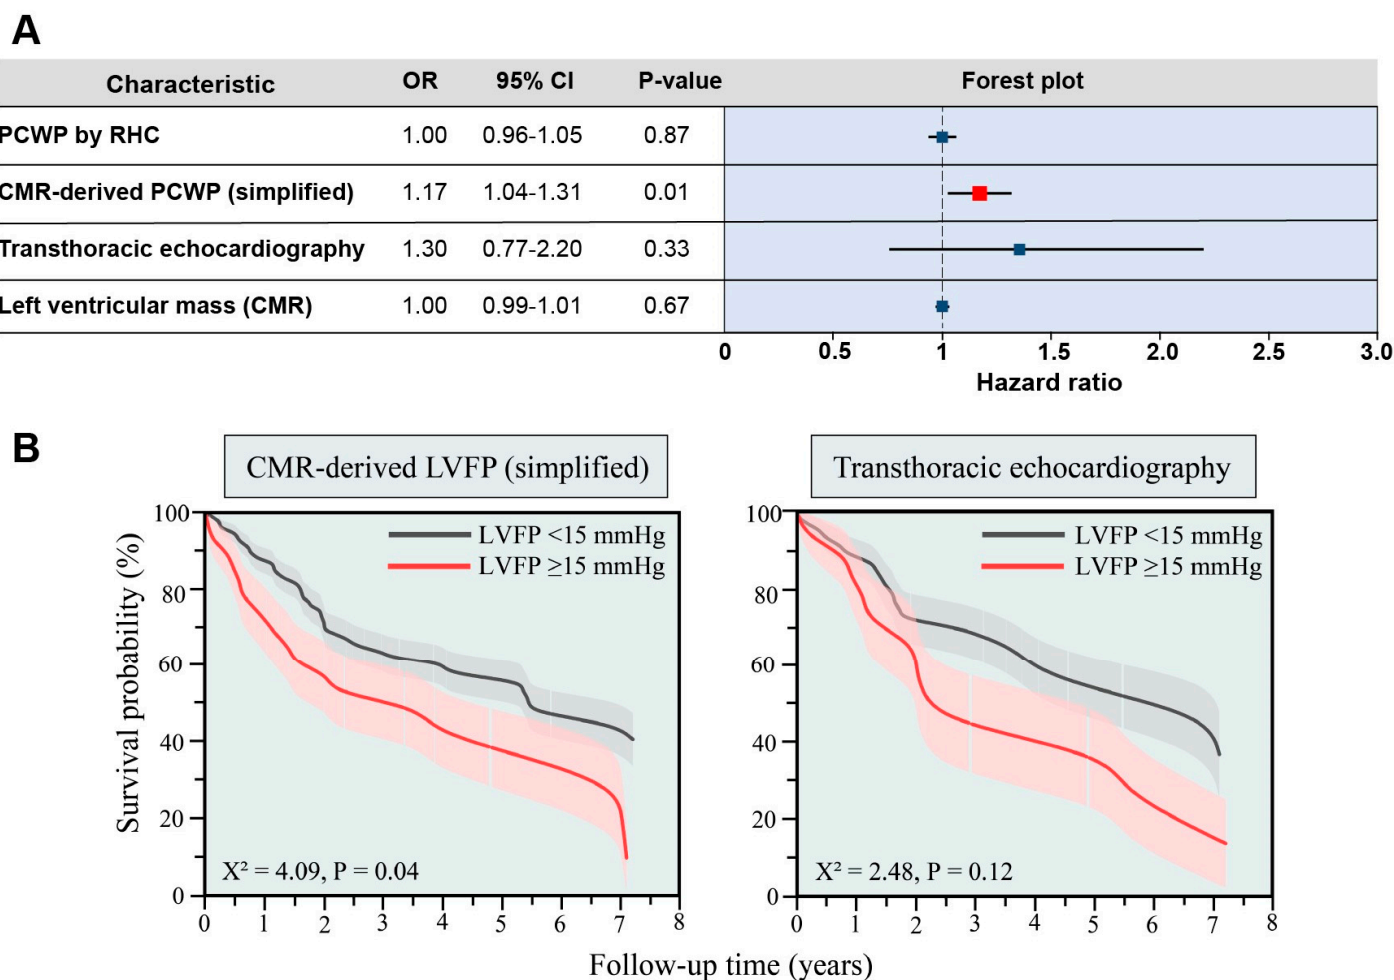 A
Characteristic OR 95% CI P-value Forest plot
PCWP by RHC 1.00 0.96-1.05 0.87
CMR-derived PCWP (simplified) 1.17 1.04-1.31 0.01
Transthoracic echocardiography 1.30 0.77-2.20 0.33
Left ventricular mass (CMR) 1.00 0.99-1.01 0.67
0 0.5 1 1.5 2.0 2.5 3.0
Hazard ratio
B
CMR-derived LVFP (simplified)
Survival probability (%)
100
80
60
40
20
0
LVFP <15 mmHg
LVFP ≥15 mmHg
X² = 4.09, P = 0.04
0 1 2 3 4 5 6 7 8
Transthoracic echocardiography
100
80
60
40
20
0
LVFP <15 mmHg
LVFP ≥15 mmHg
X² = 2.48, P = 0.12
0 1 2 3 4 5 6 7 8
Follow-up time (years)